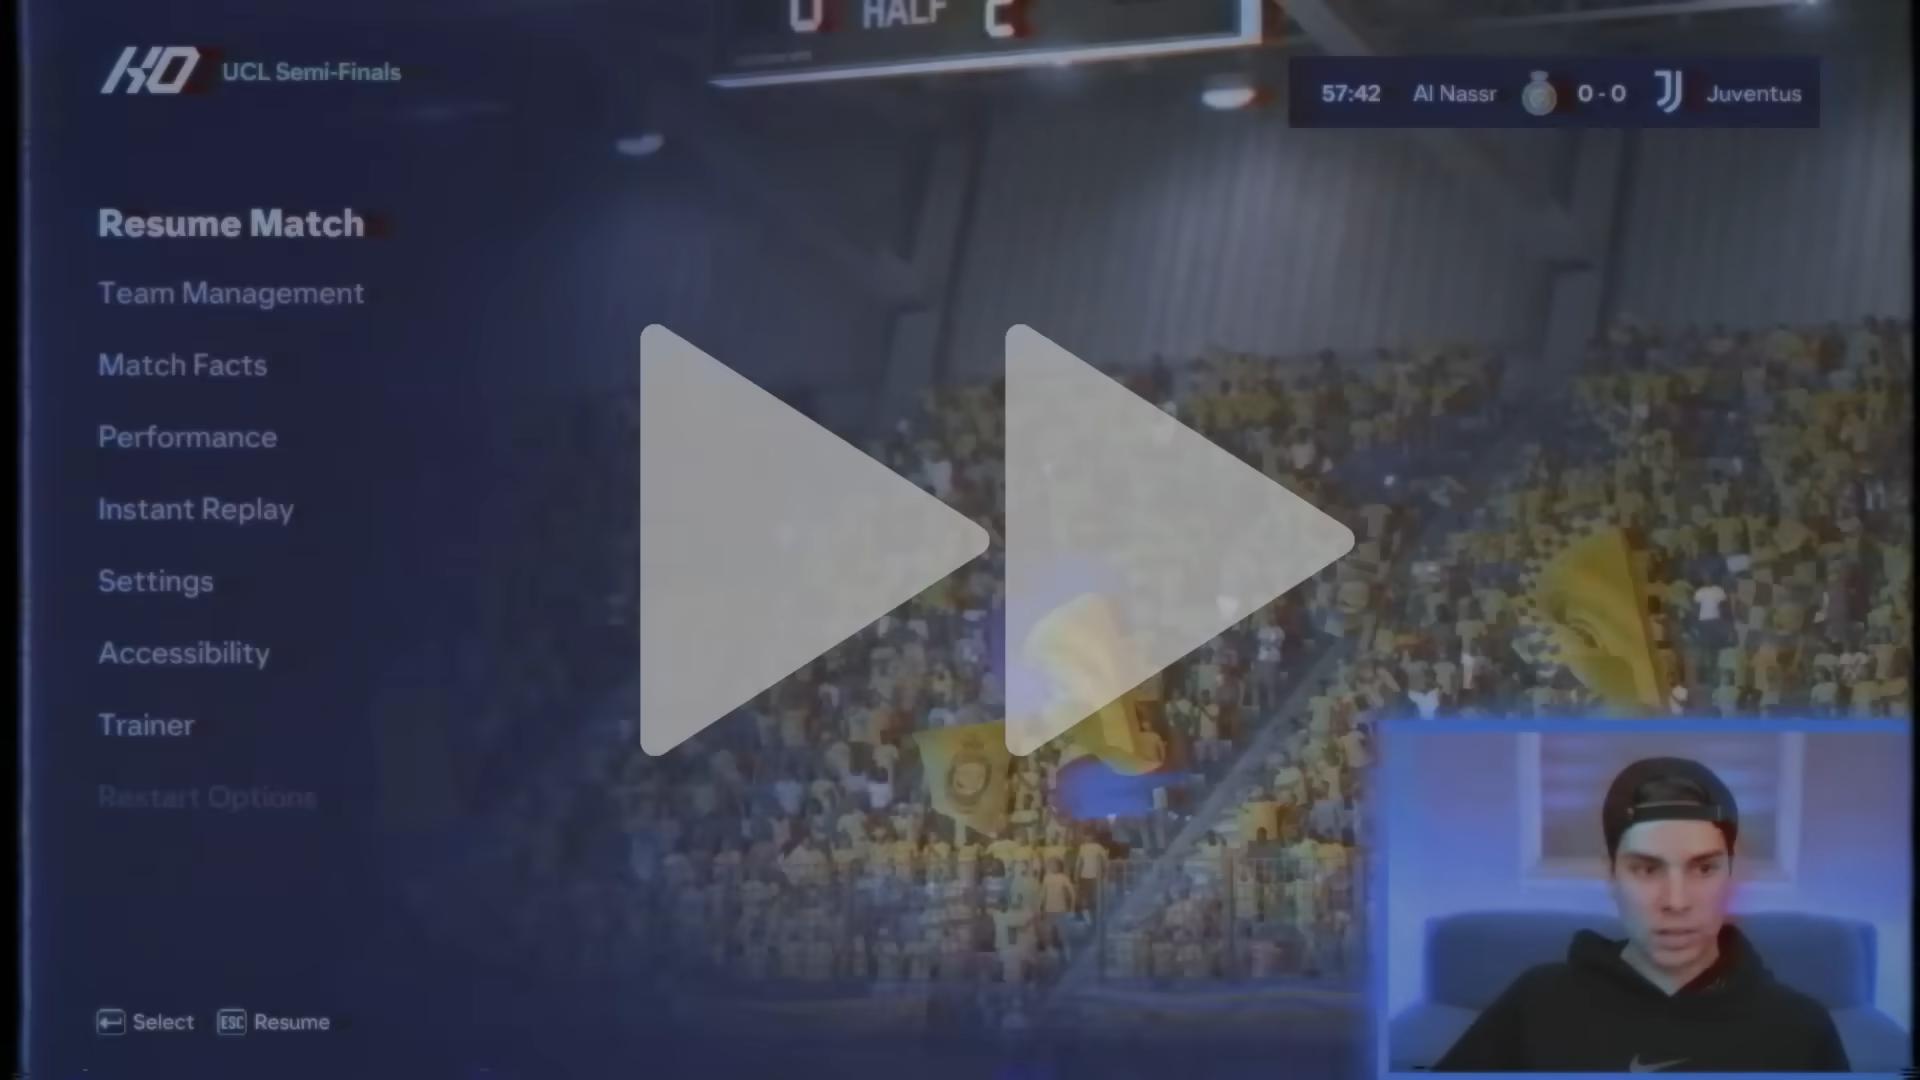 HALF 2
KO UCL Semi-Finals
57:42 Al Nassr 0 - 0 Juventus
Resume Match
Team Management
Match Facts
Performance
Instant Replay
Settings
Accessibility
Trainer
Restart Options
Select ESC Resume